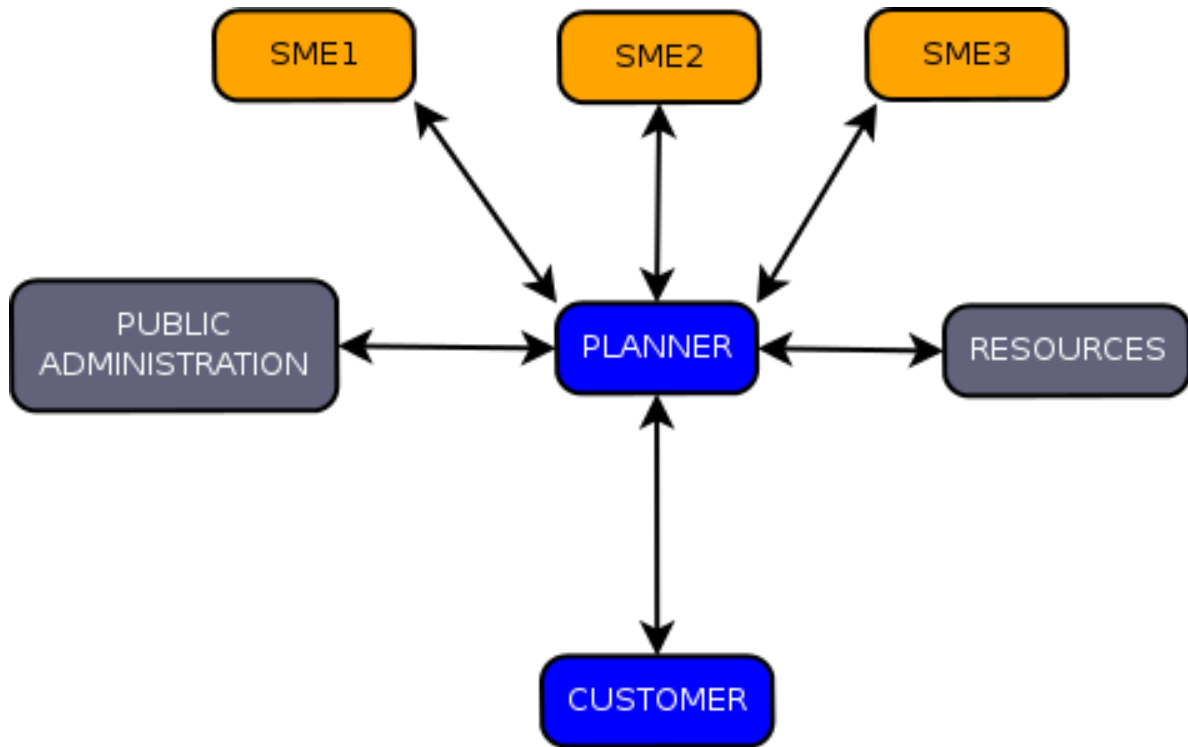 SME1
SME2
SME3
PUBLIC
ADMINISTRATION
PLANNER
RESOURCES
CUSTOMER